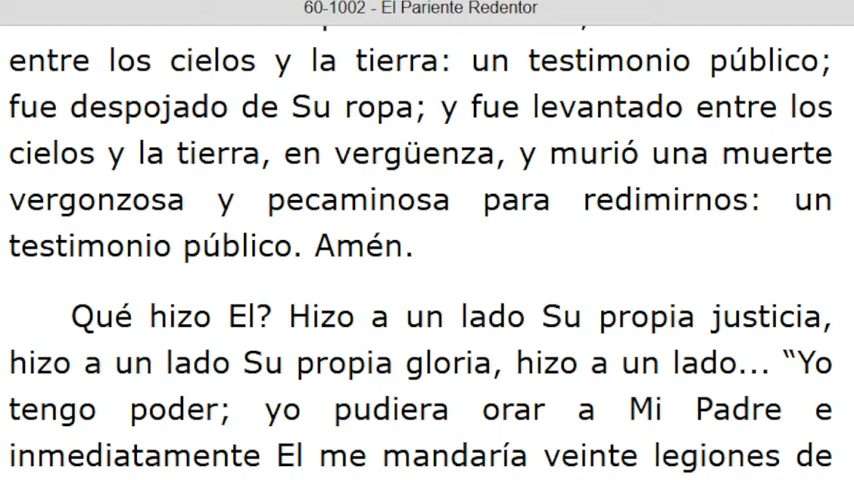 60-1002 - El Pariente Redentor
entre los cielos y la tierra: un testimonio público;
fue despojado de Su ropa; y fue levantado entre los
cielos y la tierra, en vergüenza, y murió una muerte
vergonzosa y pecaminosa para redimirnos: un
testimonio público. Amén.
Qué hizo El? Hizo a un lado Su propia justicia,
hizo a un lado Su propia gloria, hizo a un lado... “Yo
tengo poder; yo pudiera orar a Mi Padre e
inmediatamente El me mandaría veinte legiones de